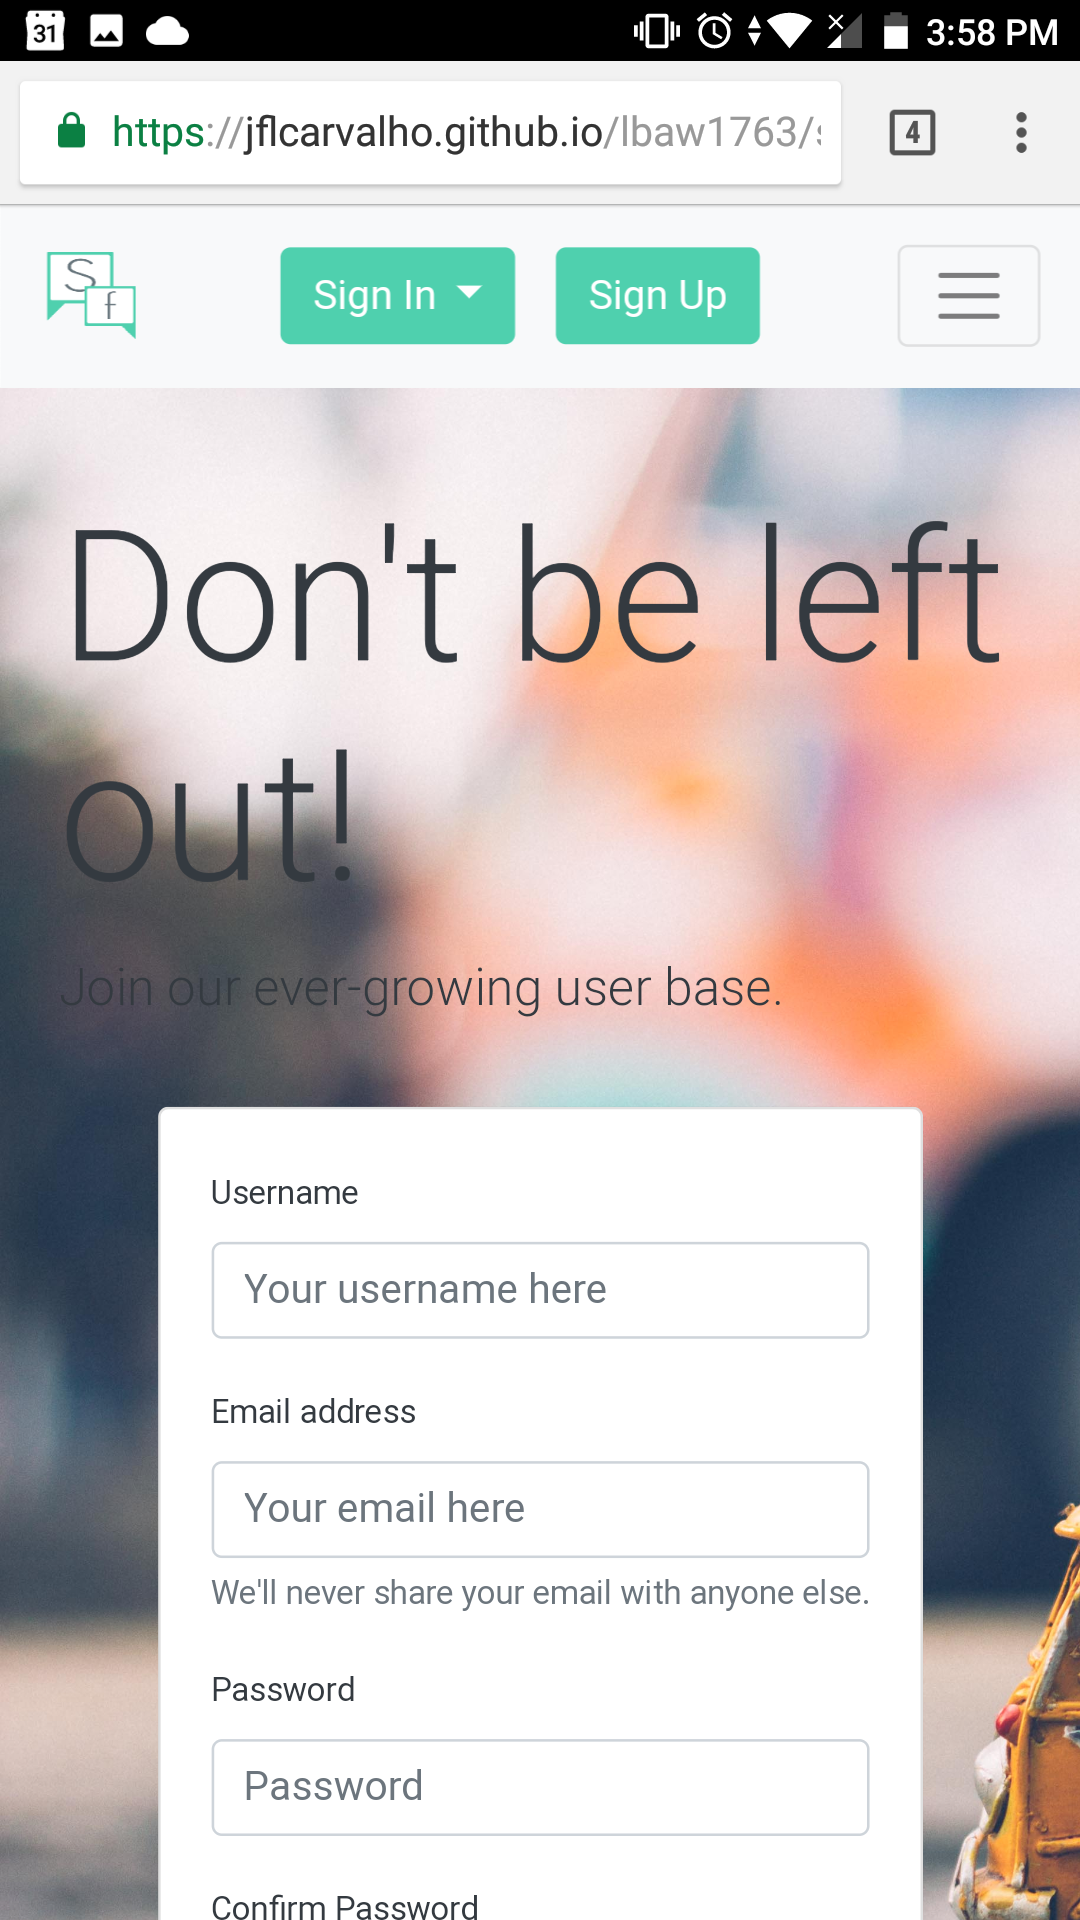 31
3:58 PM
https://jflcarvalho.github.io/lbaw1763/s
4
S
f
Sign In
Sign Up
Don't be left
out!
Join our ever-growing user base.
Username
Your username here
Email address
Your email here
We'll never share your email with anyone else.
Password
Password
Confirm Password